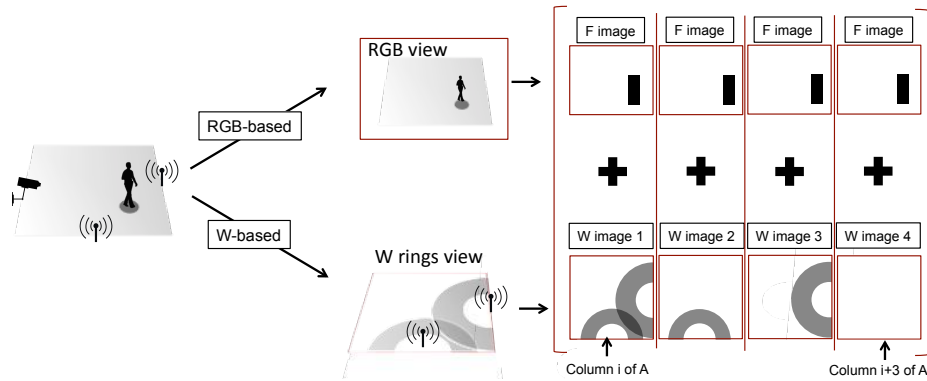 RGB view
F image
F image
F image
F image
RGB-based
W-based
W rings view
W image 1
W image 2
W image 3
W image 4
Column i of A
Column i+3 of A